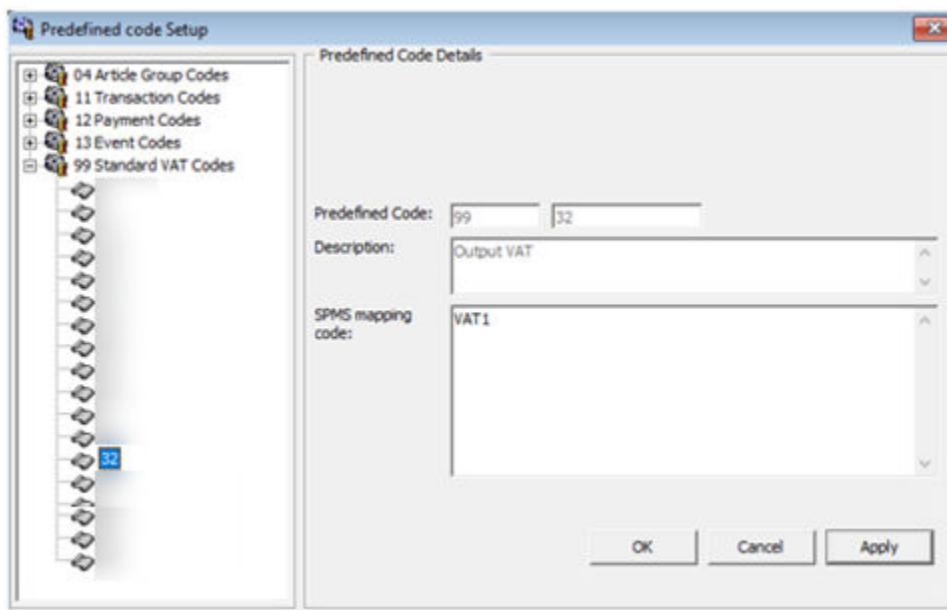 Predefined code Setup
04 Article Group Codes
11 Transaction Codes
12 Payment Codes
13 Event Codes
99 Standard VAT Codes
32
Predefined Code Details
Predefined Code: 99 32
Description: Output VAT
SPMS mapping code: VAT1
OK Cancel Apply